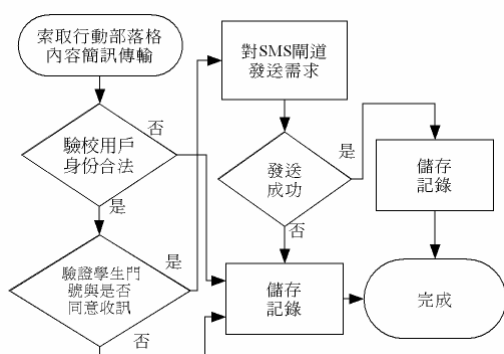 索取行動部落格
內容簡訊傳輸
驗校用戶
身份合法
否
是
驗證學生門
號與是否
同意收訊
是
否
對SMS閘道
發送需求
發送
成功
是
否
儲存
記錄
儲存
記錄
完成